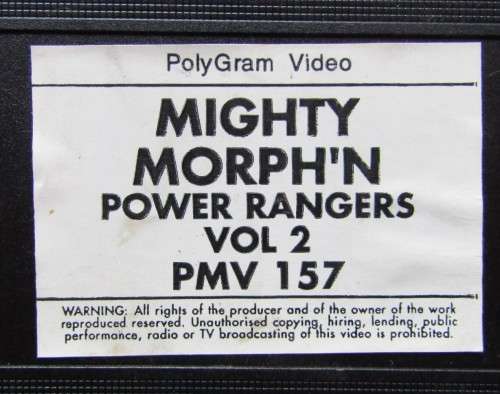 PolyGram Video
MIGHTY
MORPH'N
POWER RANGERS
VOL 2
PMV 157
WARNING: All rights of the producer and of the owner of the work
reproduced reserved. Unauthorised copying, hiring, lending, public
performance, radio or TV broadcasting of this video is prohibited.